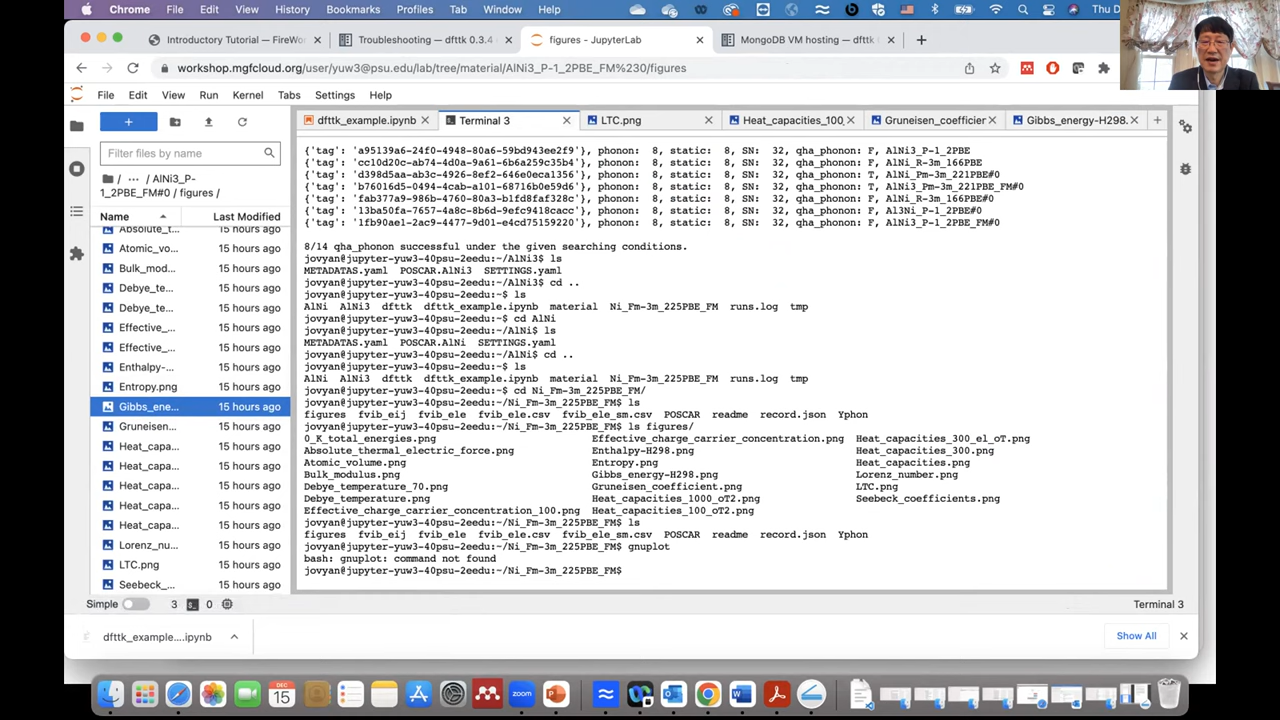 Chrome File Edit View History Bookmarks Profiles Tab Window Help Thu D
Introductory Tutorial — FireWor
Troubleshooting — dfttk 0.3.4
figures - JupyterLab
MongoDB VM hosting — dfttk
workshop.mgfcloud.org/user/yuw3@psu.edu/lab/tree/material/AlNi3_P-1_2PBE_FM%230/figures
File Edit View Run Kernel Tabs Settings Help
dfttk_example.ipynb
Terminal 3
LTC.png
Heat_capacities_100_
Gruneisen_coefficient
Gibbs_energy-H298.
Filter files by name
/ ... / AlNi3_P-
1_2PBE_FM#0 / figures /
Name Last Modified
Absolute_t... 15 hours ago
Atomic_vo... 15 hours ago
Bulk_mod... 15 hours ago
Debye_te... 15 hours ago
Debye_te... 15 hours ago
Effective_... 15 hours ago
Effective_... 15 hours ago
Enthalpy-... 15 hours ago
Entropy.png 15 hours ago
Gibbs_ene... 15 hours ago
Gruneisen... 15 hours ago
Heat_capa... 15 hours ago
Heat_capa... 15 hours ago
Heat_capa... 15 hours ago
Heat_capa... 15 hours ago
Heat_capa... 15 hours ago
Lorenz_nu... 15 hours ago
LTC.png 15 hours ago
Seebeck_... 15 hours ago
{'tag': 'a95139a6-24f0-4948-80a6-59bd943ee2f9'}, phonon: 8, static: 8, SN: 32, qha_phonon: F, AlNi_P-1_2PBE
{'tag': 'cc10d20c-ab74-4d0a-9a61-6b6a259c35b4'}, phonon: 8, static: 8, SN: 32, qha_phonon: F, AlNi_R-3m_166PBE
{'tag': 'd398d5aa-ab3c-4926-8e82-646e0eca1356'}, phonon: 8, static: 8, SN: 32, qha_phonon: T, AlNi_Pm-3m_221PBE#0
{'tag': 'b76016d5-0494-4cab-a101-68716b0e59d6'}, phonon: 8, static: 8, SN: 32, qha_phonon: T, AlNi3_Pm-3m_221PBE_FM#0
{'tag': 'fab377a9-986b-4760-80a3-b1fd8faf328c'}, phonon: 8, static: 8, SN: 32, qha_phonon: F, AlNi_R-3m_166PBE#0
{'tag': '13ba50fa-7657-4a8c-8b6d-9efc9418cacc'}, phonon: 8, static: 8, SN: 32, qha_phonon: F, Al3Ni_P-1_2PBE#0
{'tag': '1fb90ae1-2ac9-4477-9d01-e4cd75159220'}, phonon: 8, static: 8, SN: 32, qha_phonon: F, AlNi3_P-1_2PBE_FM#0
8/14 qha_phonon successful under the given searching conditions.
jovyan@jupyter-yuw3-40psu-2eedu:~/AlNi3$ ls
METADATAS.yaml POSCAR.AlNi3 SETTINGS.yaml
jovyan@jupyter-yuw3-40psu-2eedu:~/AlNi3$ cd ..
jovyan@jupyter-yuw3-40psu-2eedu:~$ ls
AlNi AlNi3 dfttk dfttk_example.ipynb material Ni_Fm-3m_225PBE_FM runs.log tmp
jovyan@jupyter-yuw3-40psu-2eedu:~$ cd AlNi
jovyan@jupyter-yuw3-40psu-2eedu:~/AlNi$ ls
METADATAS.yaml POSCAR.AlNi SETTINGS.yaml
jovyan@jupyter-yuw3-40psu-2eedu:~/AlNi$ cd ..
jovyan@jupyter-yuw3-40psu-2eedu:~$ ls
AlNi AlNi3 dfttk dfttk_example.ipynb material Ni_Fm-3m_225PBE_FM runs.log tmp
jovyan@jupyter-yuw3-40psu-2eedu:~$ cd Ni_Fm-3m_225PBE_FM/
jovyan@jupyter-yuw3-40psu-2eedu:~/Ni_Fm-3m_225PBE_FM$ ls
figures fvib_eij fvib_ele fvib_ele.csv fvib_ele_sm.csv POSCAR readme record.json Yphon
jovyan@jupyter-yuw3-40psu-2eedu:~/Ni_Fm-3m_225PBE_FM$ ls figures/
0_K_total_energies.png Effective_charge_carrier_concentration.png Heat_capacities_300_el_oT.png
Absolute_thermal_electric_force.png Enthalpy-H298.png Heat_capacities_300.png
Atomic_volume.png Entropy.png Heat_capacities.png
Bulk_modulus.png Gibbs_energy-H298.png Lorenz_number.png
Debye_temperature_70.png Gruneisen_coefficient.png LTC.png
Debye_temperature.png Heat_capacities_1000_oT2.png Seebeck_coefficients.png
Effective_charge_carrier_concentration_100.png Heat_capacities_100_oT2.png
jovyan@jupyter-yuw3-40psu-2eedu:~/Ni_Fm-3m_225PBE_FM$ ls
figures fvib_eij fvib_ele fvib_ele.csv fvib_ele_sm.csv POSCAR readme record.json Yphon
jovyan@jupyter-yuw3-40psu-2eedu:~/Ni_Fm-3m_225PBE_FM$ gnuplot
bash: gnuplot: command not found
jovyan@jupyter-yuw3-40psu-2eedu:~/Ni_Fm-3m_225PBE_FM$
Simple 3 0 Terminal 3
dfttk_example....ipynb
Show All
DEC
15
zoom